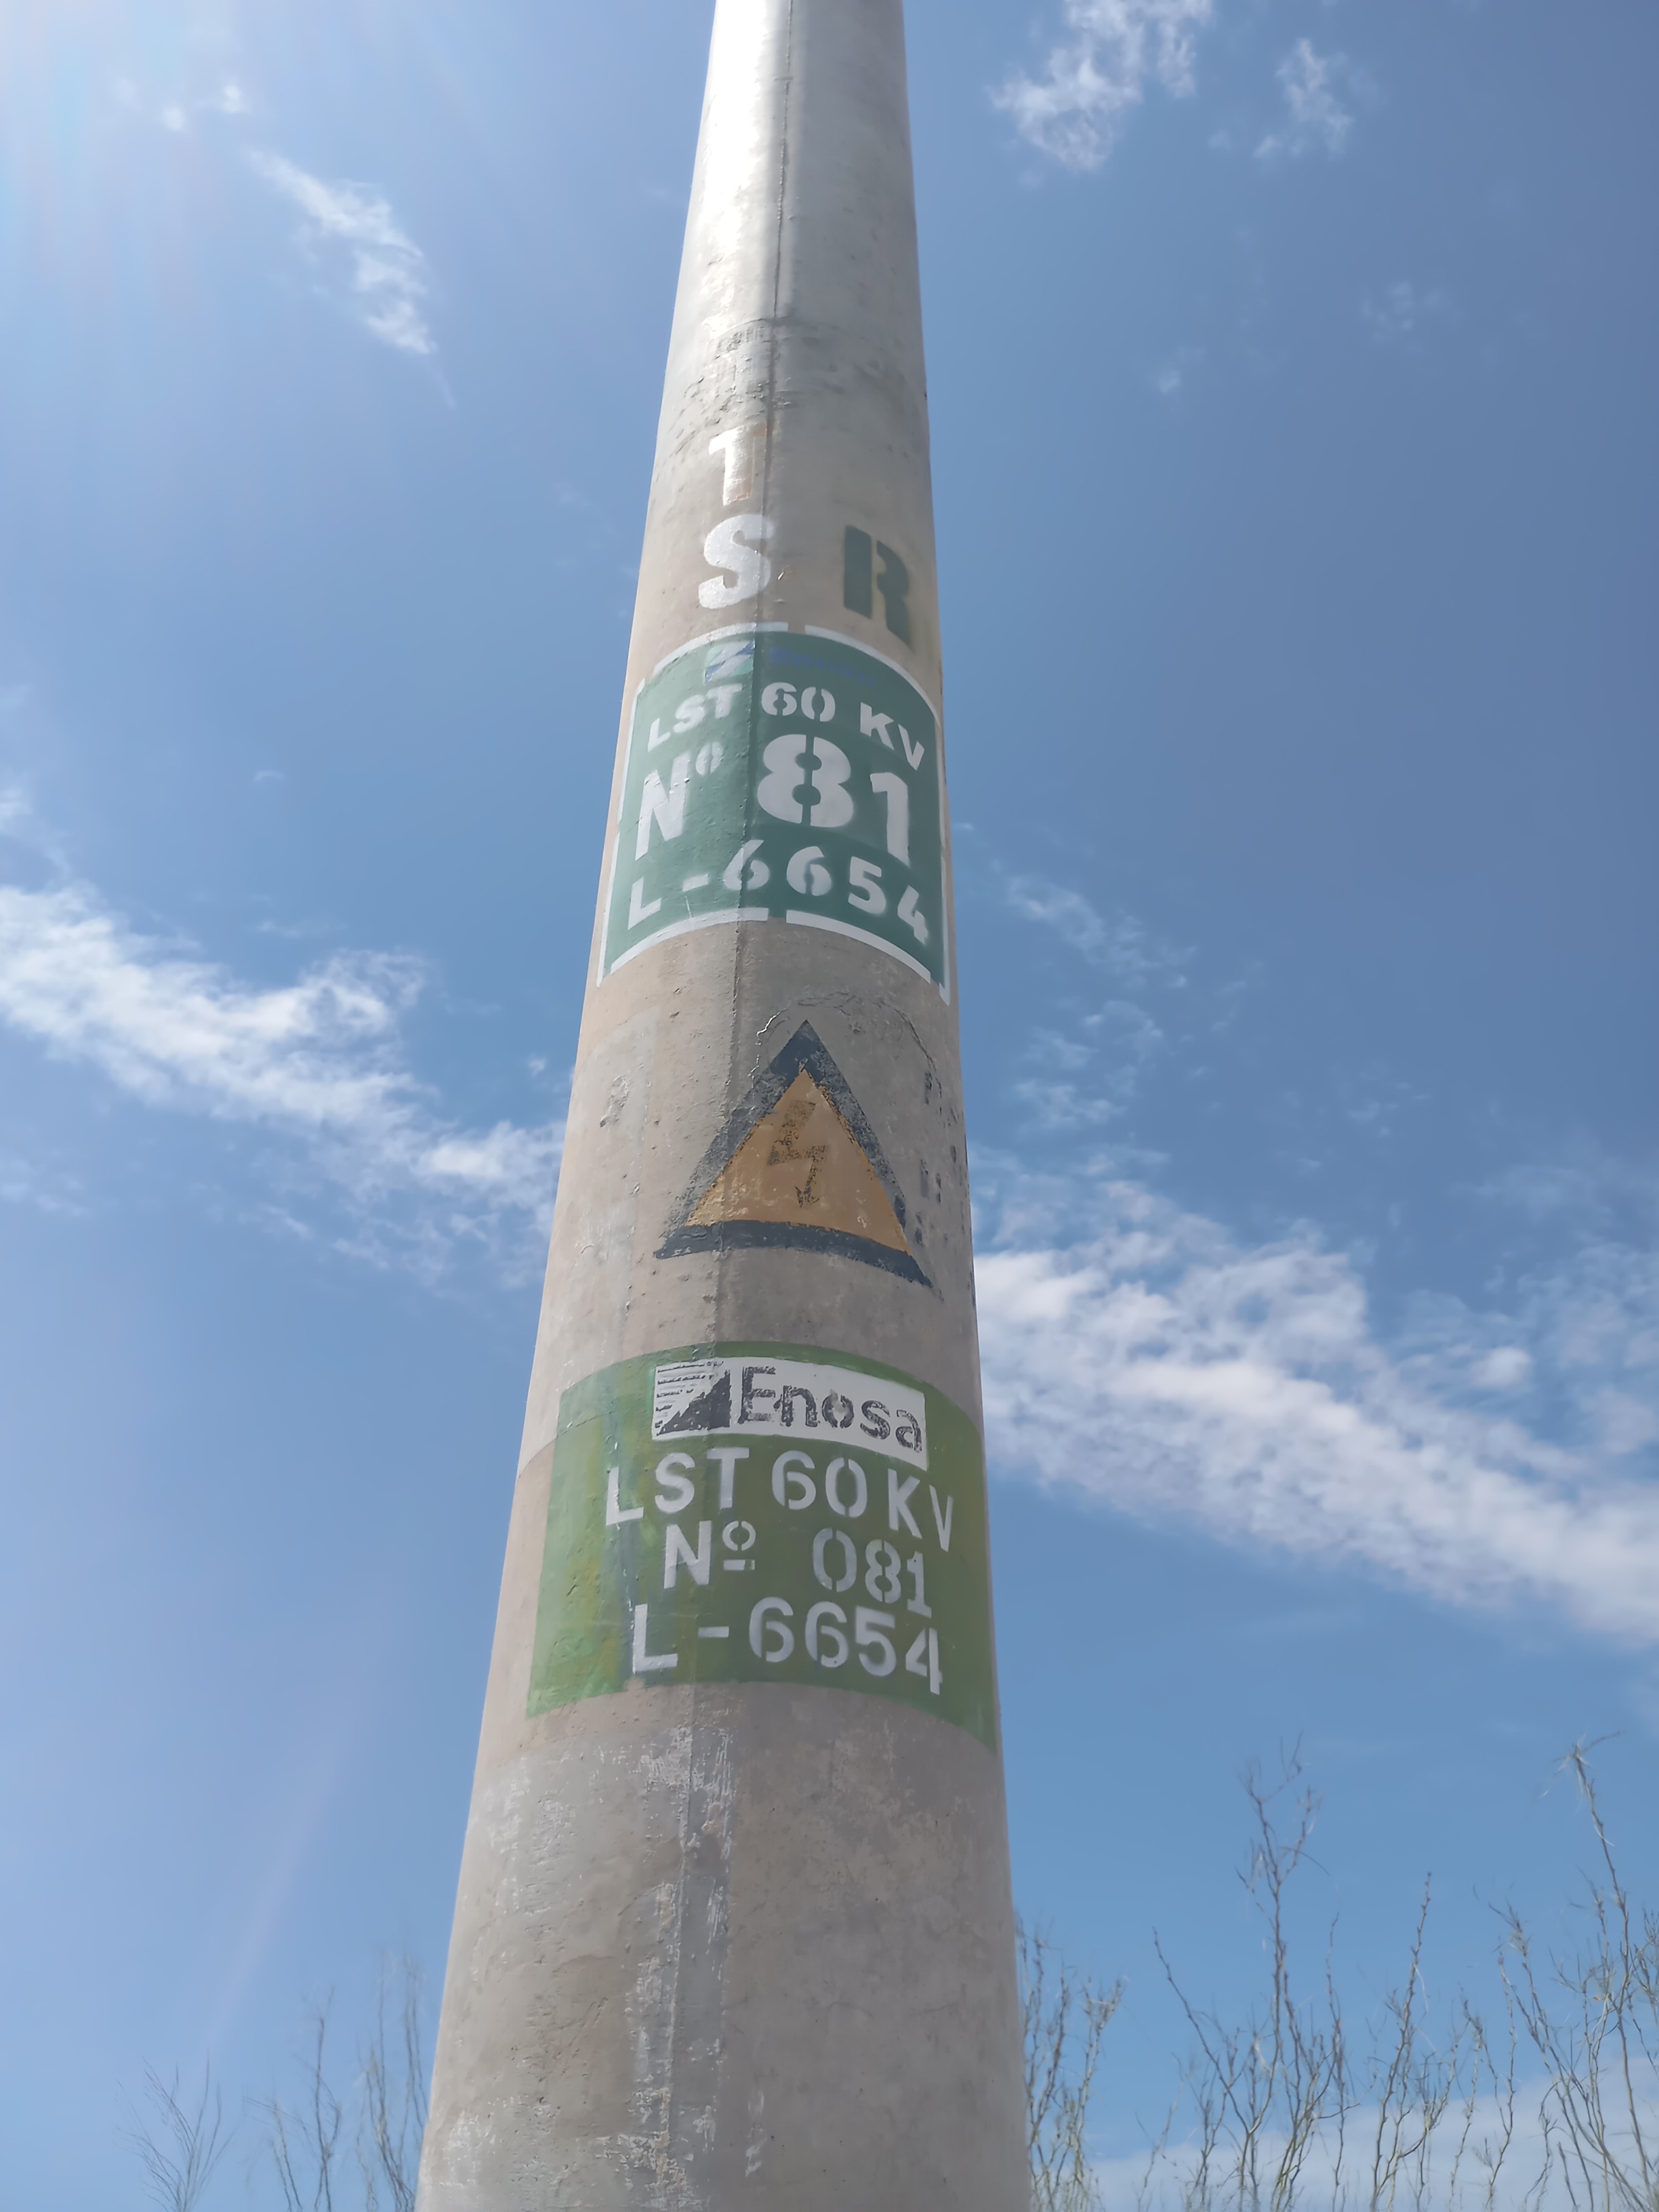 T
S
R
LST 60 KV
Nº 81
L-6654
Enosa
LST 60 KV
Nº 081
L-6654